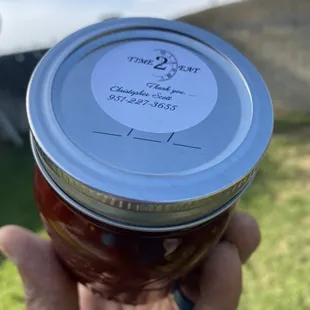 TIME 2 EAT
Thank you,
Christopher Scott
951-227-3655
/ /